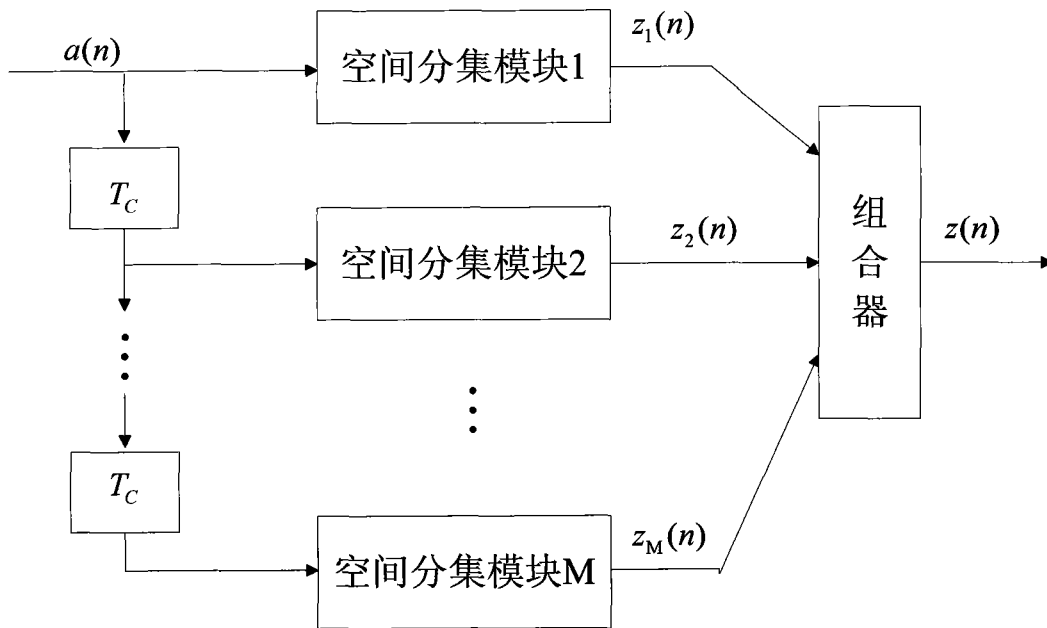 a(n)
空间分集模块1
z₁(n)
T_C
空间分集模块2
z₂(n)
组合器
z(n)
T_C
空间分集模块M
z_M(n)